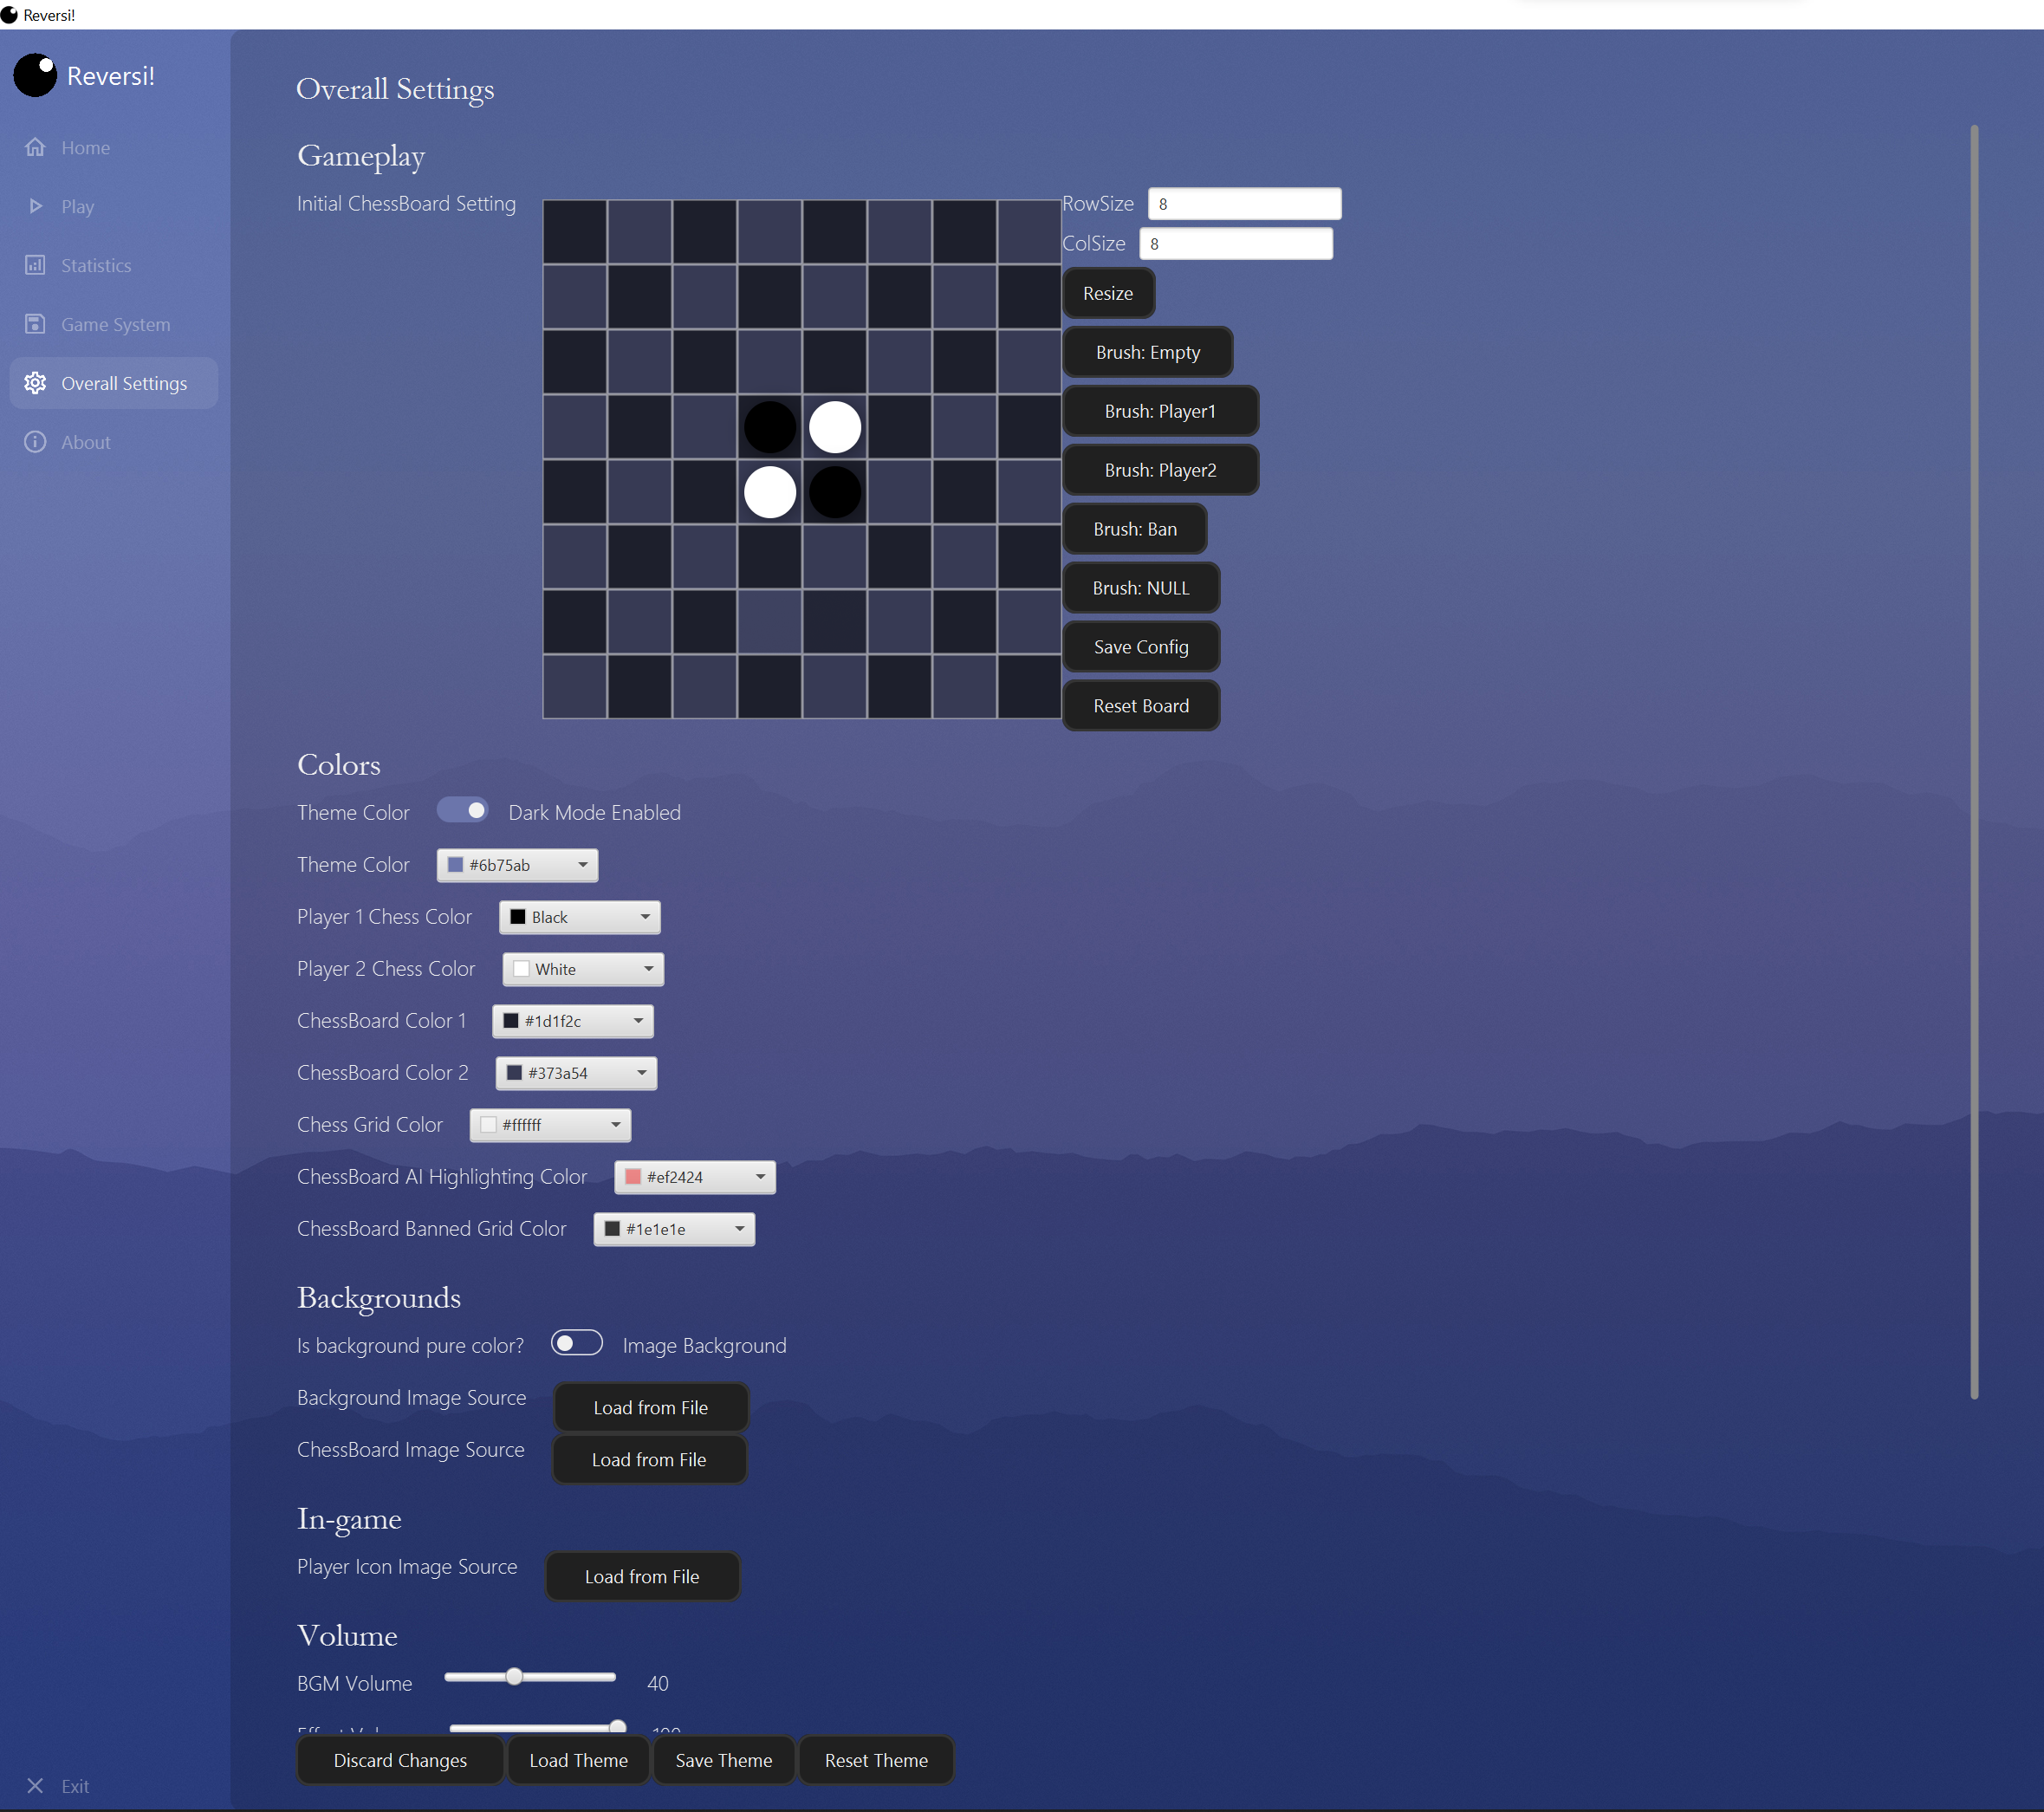 Reversi!
Reversi!
Home
Play
Statistics
Game System
Overall Settings
About
Exit
Overall Settings
Gameplay
Initial ChessBoard Setting
RowSize 8
ColSize 8
Resize
Brush: Empty
Brush: Player1
Brush: Player2
Brush: Ban
Brush: NULL
Save Config
Reset Board
Colors
Theme Color Dark Mode Enabled
Theme Color #6b75ab
Player 1 Chess Color Black
Player 2 Chess Color White
ChessBoard Color 1 #1d1f2c
ChessBoard Color 2 #373a54
Chess Grid Color #ffffff
ChessBoard AI Highlighting Color #ef2424
ChessBoard Banned Grid Color #1e1e1e
Backgrounds
Is background pure color? Image Background
Background Image Source Load from File
ChessBoard Image Source Load from File
In-game
Player Icon Image Source Load from File
Volume
BGM Volume 40
Discard Changes Load Theme Save Theme Reset Theme